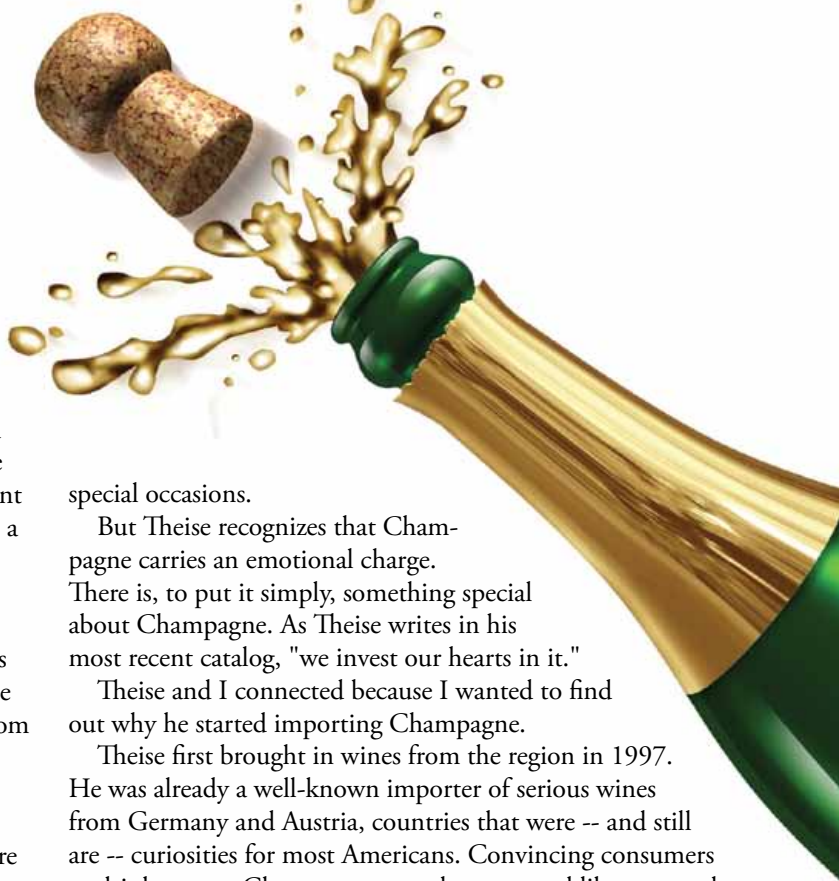 nt
a
s
e
om
re
special occasions.
But Theise recognizes that Cham-
pagne carries an emotional charge.
There is, to put it simply, something special
about Champagne. As Theise writes in his
most recent catalog, "we invest our hearts in it."
Theise and I connected because I wanted to find
out why he started importing Champagne.
Theise first brought in wines from the region in 1997.
He was already a well-known importer of serious wines
from Germany and Austria, countries that were -- and still
are -- curiosities for most Americans. Convincing consumers